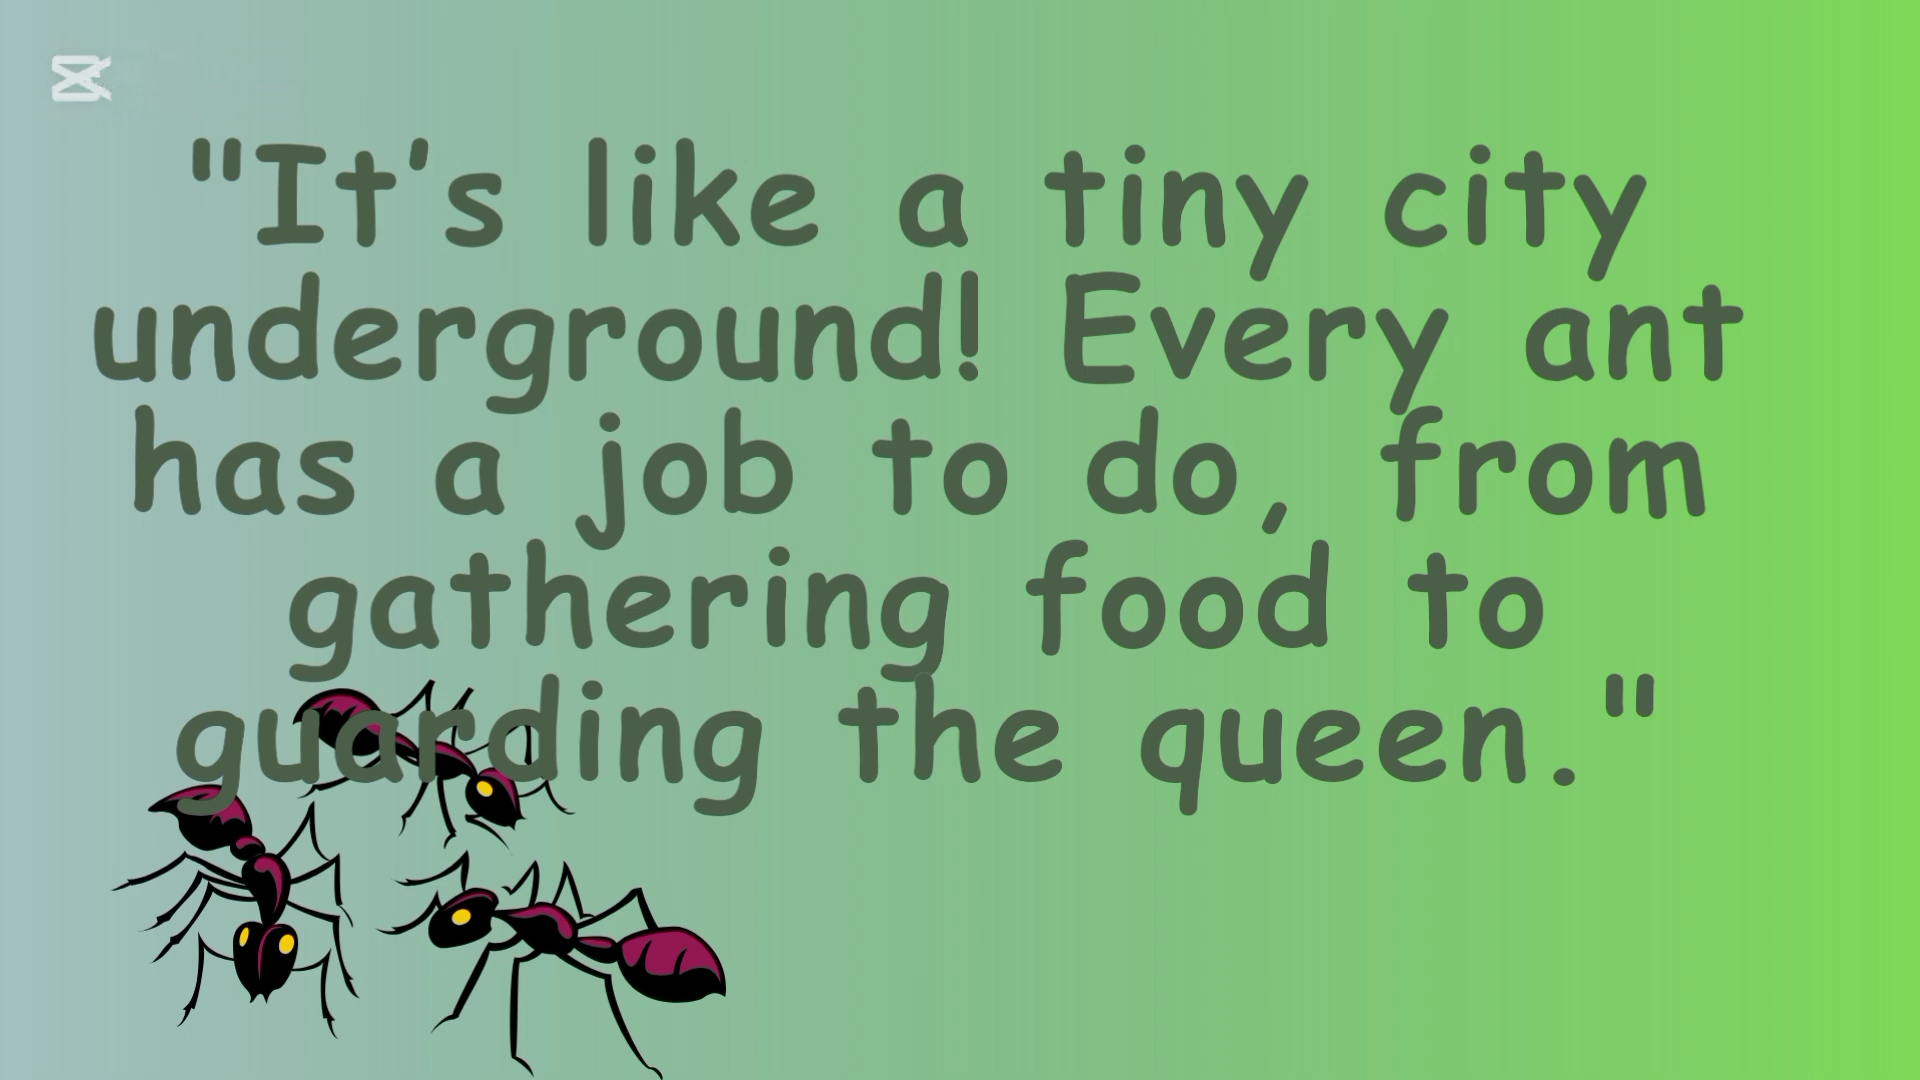 "It’s like a tiny city
underground! Every ant
has a job to do, from
gathering food to
guarding the queen."